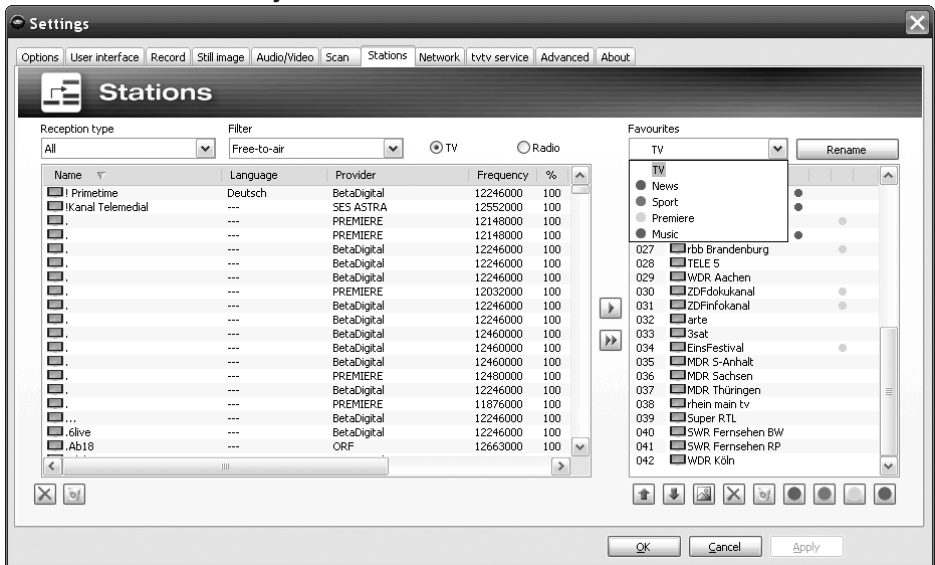 Settings
Options User interface Record Still image Audio/Video Scan Stations Network tvtv service Advanced About
Stations
Reception type Filter Favourites
All Free-to-air TV Radio TV Rename
Name Language Provider Frequency %
! Primetime Deutsch BetaDigital 12246000 100
!Kanal Telemedial --- SES ASTRA 12552000 100
. --- PREMIERE 12148000 100
. --- PREMIERE 12148000 100
. --- BetaDigital 12246000 100
. --- BetaDigital 12246000 100
. --- BetaDigital 12246000 100
. --- PREMIERE 12032000 100
. --- BetaDigital 12246000 100
. --- BetaDigital 12246000 100
. --- BetaDigital 12460000 100
. --- BetaDigital 12460000 100
. --- BetaDigital 12460000 100
. --- PREMIERE 12480000 100
. --- BetaDigital 12246000 100
. --- PREMIERE 11876000 100
... --- BetaDigital 12246000 100
.6live --- BetaDigital 12246000 100
.Ab18 --- ORF 12663000 100
TV
News
Sport
Premiere
Music
027 rbb Brandenburg
028 TELE 5
029 WDR Aachen
030 ZDFdokukanal
031 ZDFinfokanal
032 arte
033 3sat
034 EinsFestival
035 MDR S-Anhalt
036 MDR Sachsen
037 MDR Thüringen
038 rhein main tv
039 Super RTL
040 SWR Fernsehen BW
041 SWR Fernsehen RP
042 WDR Köln
OK Cancel Apply